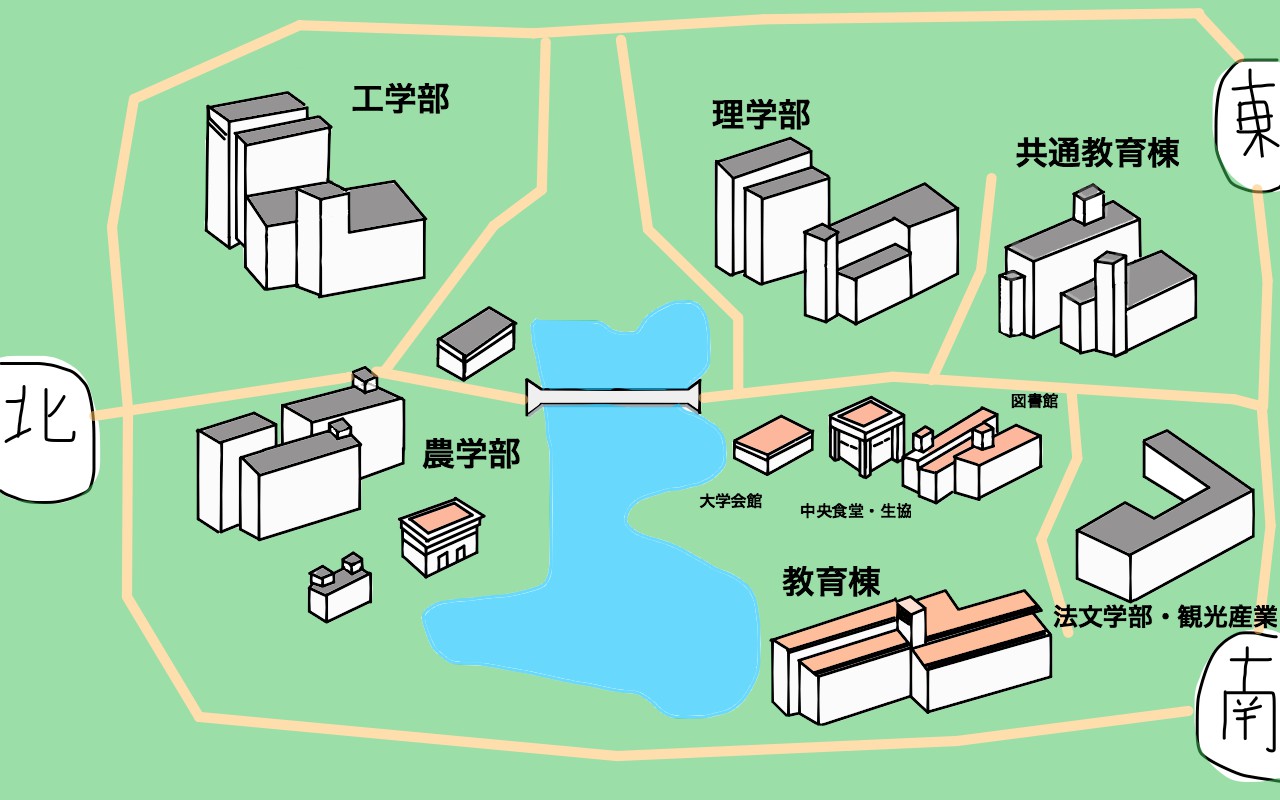 工学部
理学部
共通教育棟
東
北
図書館
農学部
大学会館
中央食堂・生協
教育棟
法文学部・観光産業
南